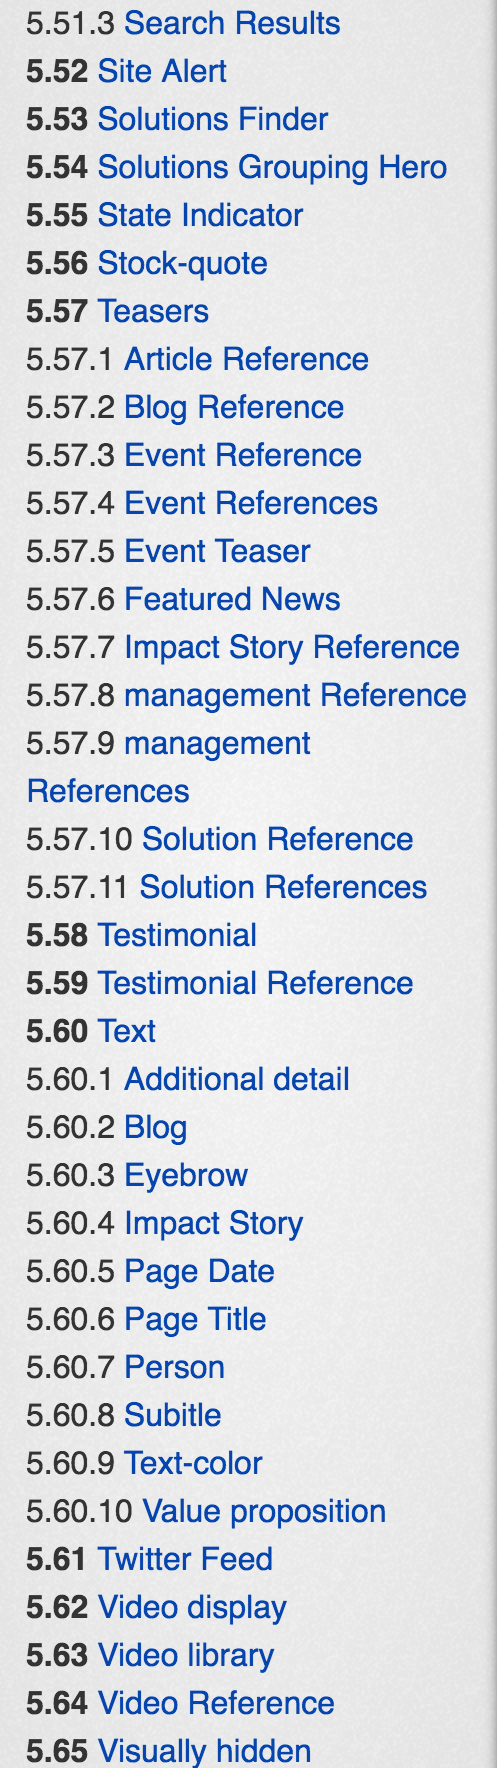 5.51.3 Search Results
5.52 Site Alert
5.53 Solutions Finder
5.54 Solutions Grouping Hero
5.55 State Indicator
5.56 Stock-quote
5.57 Teasers
5.57.1 Article Reference
5.57.2 Blog Reference
5.57.3 Event Reference
5.57.4 Event References
5.57.5 Event Teaser
5.57.6 Featured News
5.57.7 Impact Story Reference
5.57.8 management Reference
5.57.9 management
References
5.57.10 Solution Reference
5.57.11 Solution References
5.58 Testimonial
5.59 Testimonial Reference
5.60 Text
5.60.1 Additional detail
5.60.2 Blog
5.60.3 Eyebrow
5.60.4 Impact Story
5.60.5 Page Date
5.60.6 Page Title
5.60.7 Person
5.60.8 Subitle
5.60.9 Text-color
5.60.10 Value proposition
5.61 Twitter Feed
5.62 Video display
5.63 Video library
5.64 Video Reference
5.65 Visually hidden